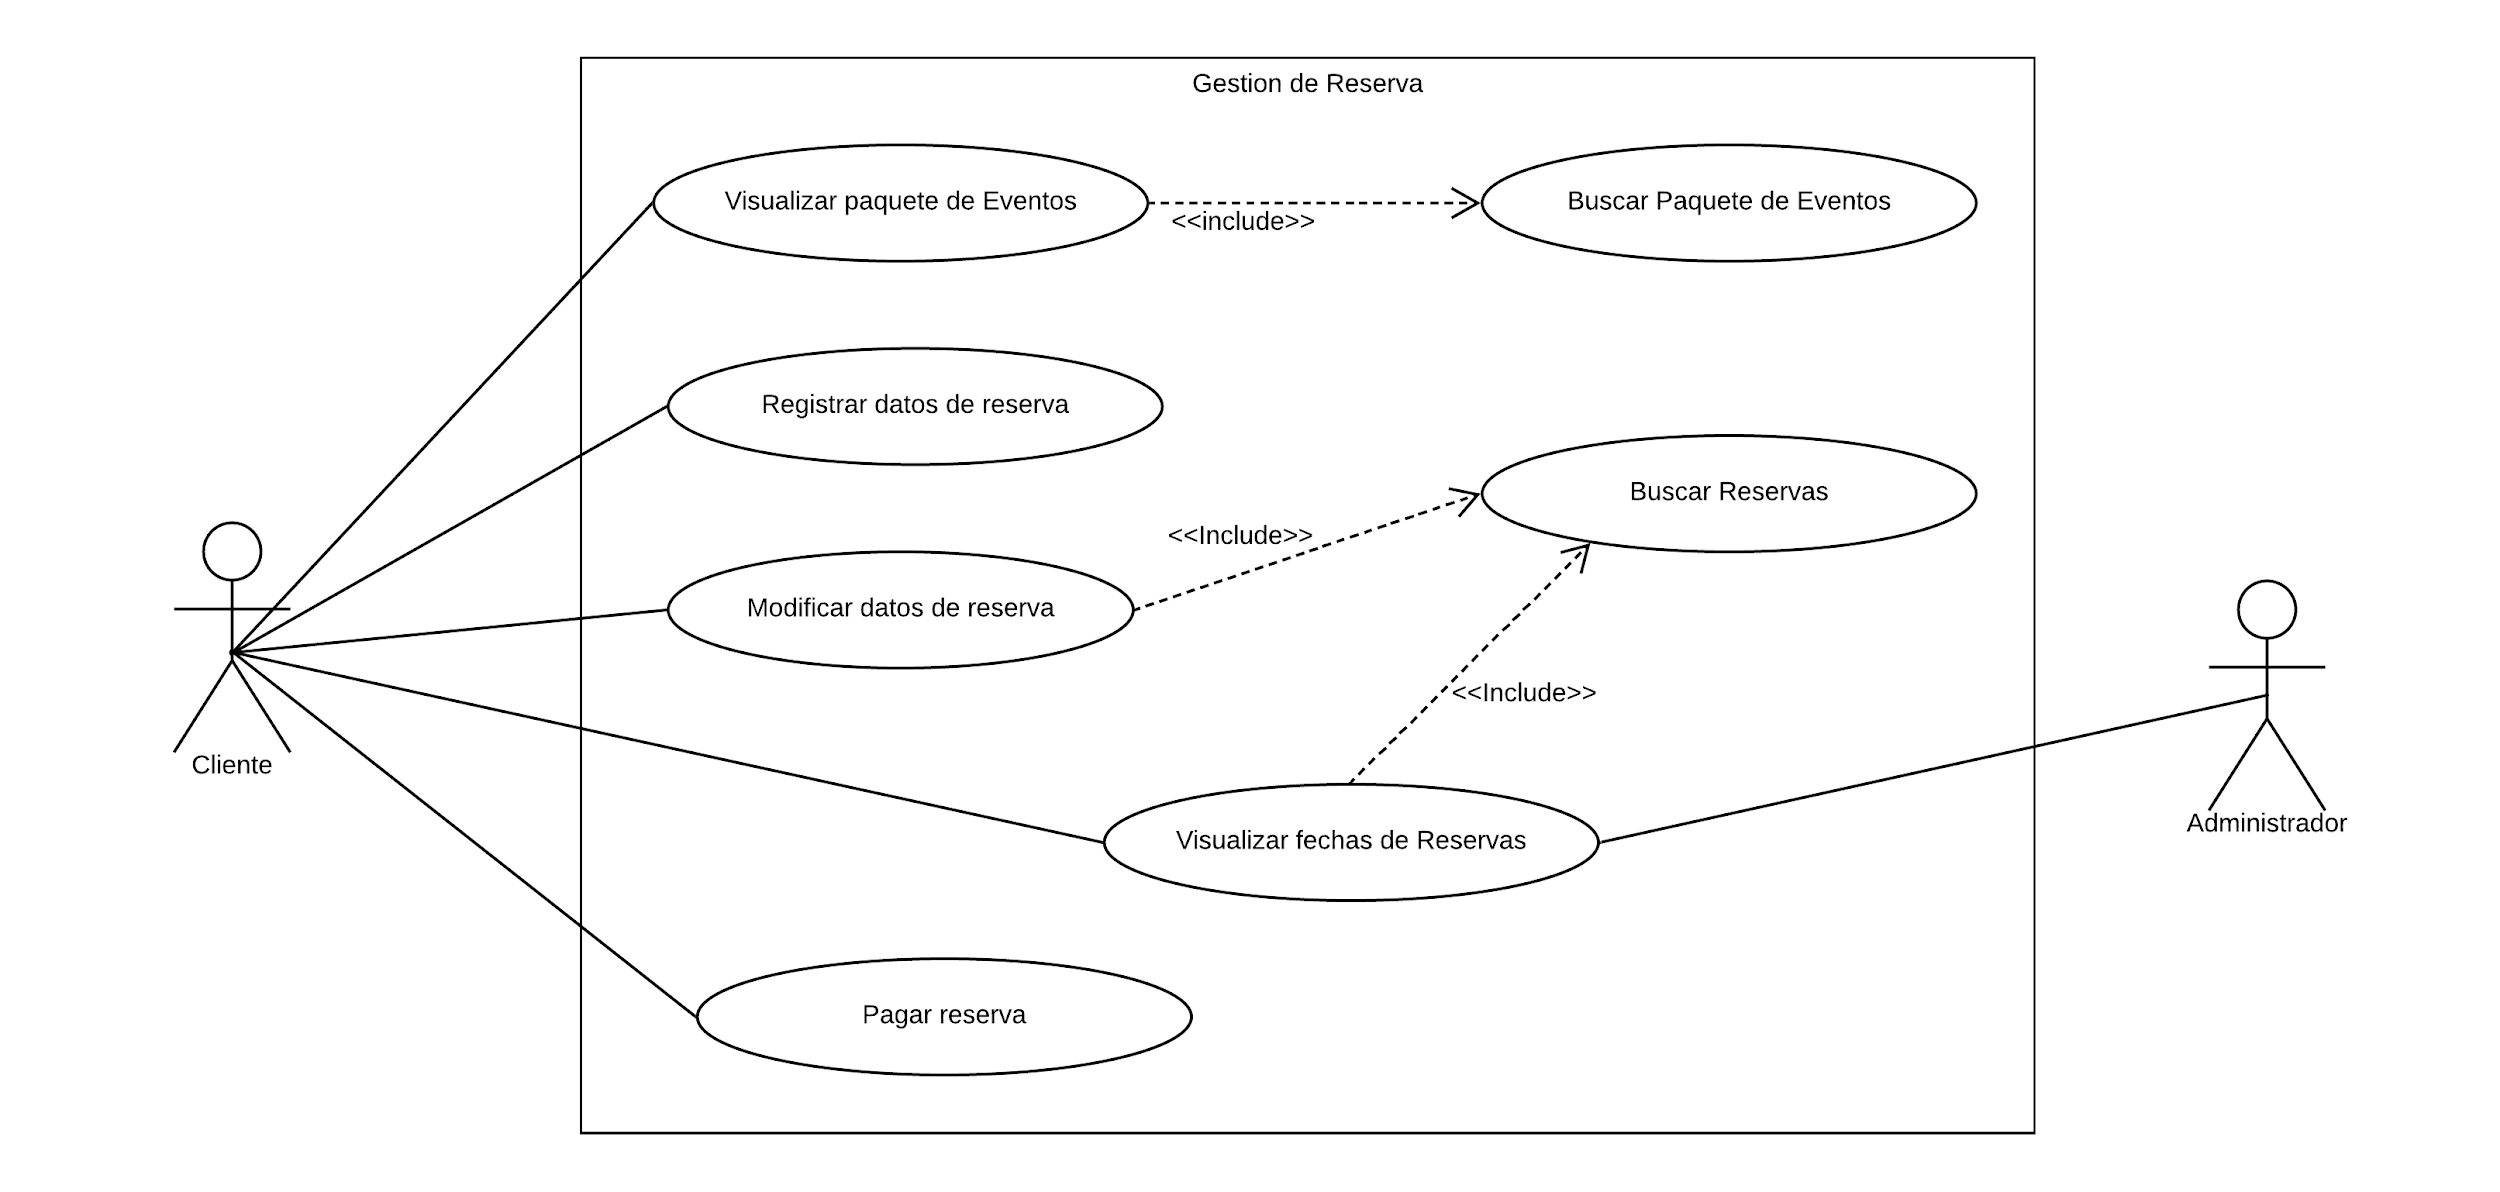 Gestion de Reserva
Visualizar paquete de Eventos
<<include>>
Buscar Paquete de Eventos
Registrar datos de reserva
Buscar Reservas
<<Include>>
Modificar datos de reserva
<<Include>>
Cliente
Administrador
Visualizar fechas de Reservas
Pagar reserva